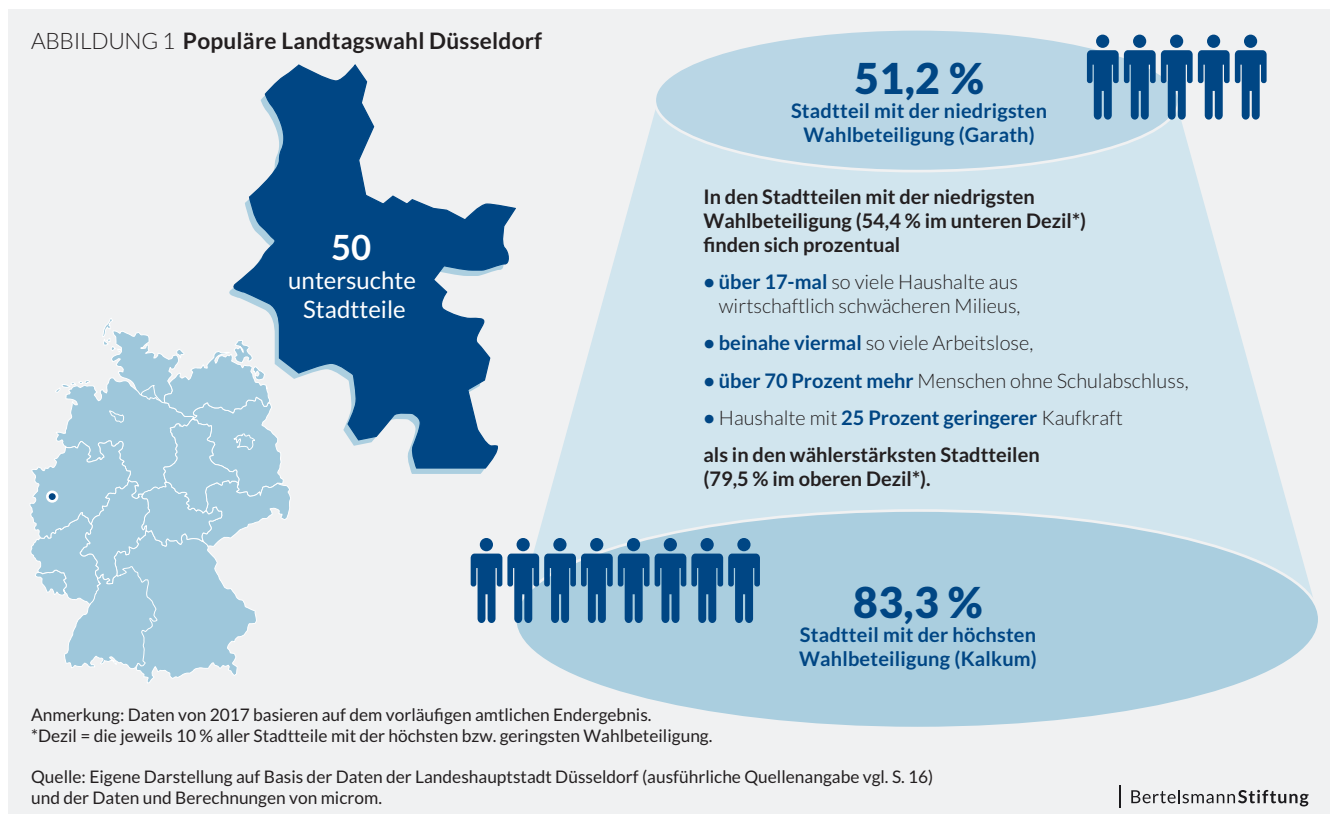 ABBILDUNG 1 Populäre Landtagswahl Düsseldorf
50
untersuchte
Stadtteile
51,2 %
Stadtteil mit der niedrigsten
Wahlbeteiligung (Garath)
In den Stadtteilen mit der niedrigsten
Wahlbeteiligung (54,4 % im unteren Dezil*)
finden sich prozentual
• über 17-mal so viele Haushalte aus
wirtschaftlich schwächeren Milieus,
• beinahe viermal so viele Arbeitslose,
• über 70 Prozent mehr Menschen ohne Schulabschluss,
• Haushalte mit 25 Prozent geringerer Kaufkraft
als in den wählerstärksten Stadtteilen
(79,5 % im oberen Dezil*).
83,3 %
Stadtteil mit der höchsten
Wahlbeteiligung (Kalkum)
Anmerkung: Daten von 2017 basieren auf dem vorläufigen amtlichen Endergebnis.
*Dezil = die jeweils 10 % aller Stadtteile mit der höchsten bzw. geringsten Wahlbeteiligung.
Quelle: Eigene Darstellung auf Basis der Daten der Landeshauptstadt Düsseldorf (ausführliche Quellenangabe vgl. S. 16)
und der Daten und Berechnungen von microm.
BertelsmannStiftung